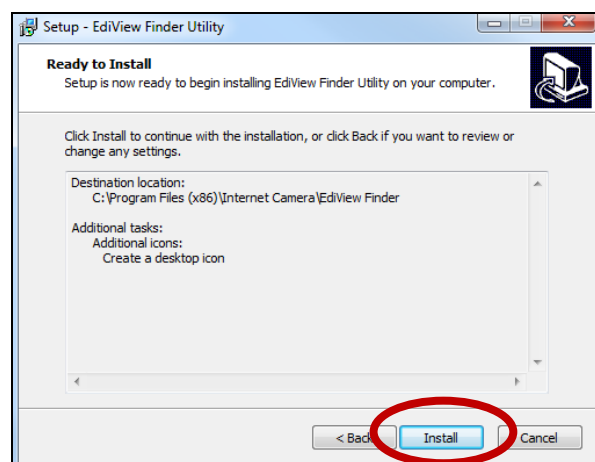 Setup - EdiView Finder Utility
Ready to Install
Setup is now ready to begin installing EdiView Finder Utility on your computer.
Click Install to continue with the installation, or click Back if you want to review or
change any settings.
Destination location:
C:\Program Files (x86)\Internet Camera\EdiView Finder
Additional tasks:
Additional icons:
Create a desktop icon
< Back
Install
Cancel